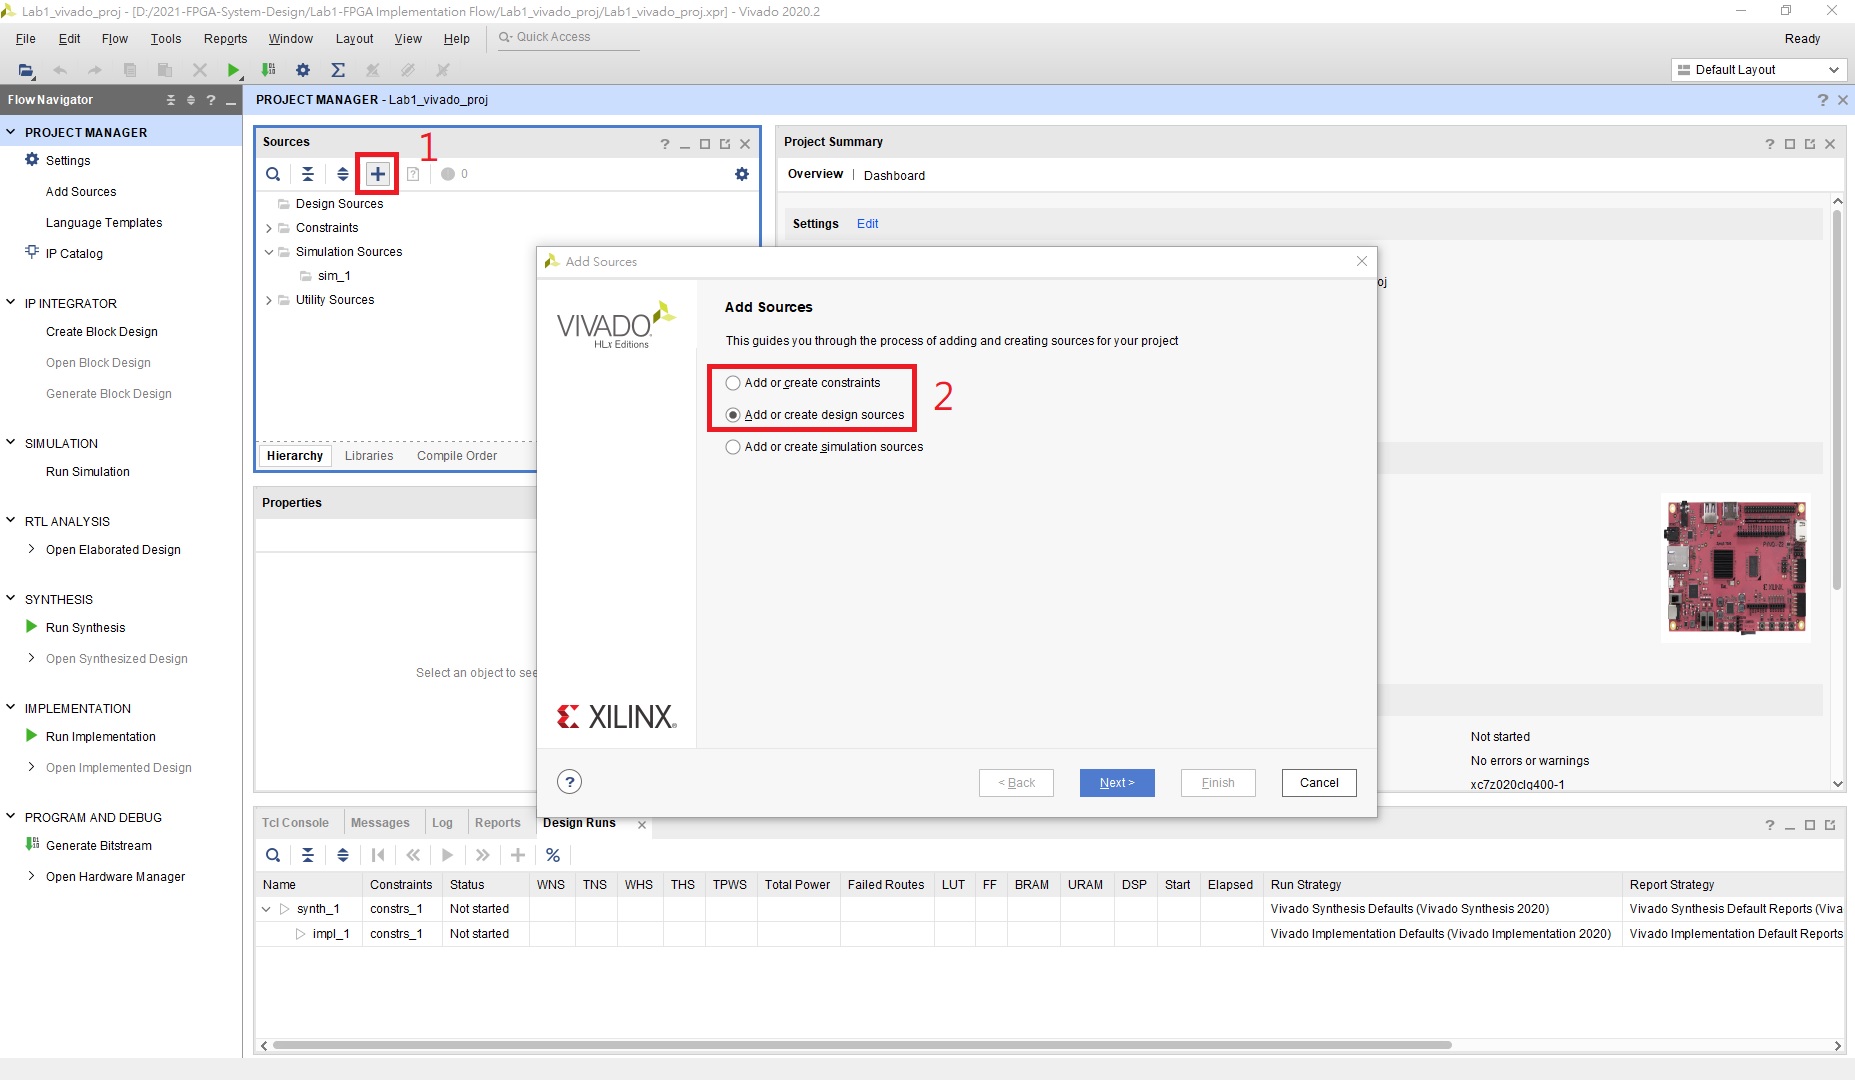 Lab1_vivado_proj - [D:/2021-FPGA-System-Design/Lab1-FPGA Implementation Flow/Lab1_vivado_proj/Lab1_vivado_proj.xpr] - Vivado 2020.2
File Edit Flow Tools Reports Window Layout View Help Quick Access Ready
Default Layout
Flow Navigator
PROJECT MANAGER
Settings
Add Sources
Language Templates
IP Catalog
IP INTEGRATOR
Create Block Design
Open Block Design
Generate Block Design
SIMULATION
Run Simulation
RTL ANALYSIS
Open Elaborated Design
SYNTHESIS
Run Synthesis
Open Synthesized Design
IMPLEMENTATION
Run Implementation
Open Implemented Design
PROGRAM AND DEBUG
Generate Bitstream
Open Hardware Manager
PROJECT MANAGER - Lab1_vivado_proj
Sources
1
0
Design Sources
Constraints
Simulation Sources
sim_1
Utility Sources
Hierarchy Libraries Compile Order
Properties
Select an object to see
Project Summary
Overview | Dashboard
Settings Edit
oj
Not started
No errors or warnings
xc7z020clg400-1
Add Sources
VIVADO
HLx Editions
Add Sources
This guides you through the process of adding and creating sources for your project
Add or create constraints
Add or create design sources
2
Add or create simulation sources
XILINX
< Back Next > Finish Cancel
Tcl Console Messages Log Reports Design Runs
Name Constraints Status WNS TNS WHS THS TPWS Total Power Failed Routes LUT FF BRAM URAM DSP Start Elapsed Run Strategy Report Strategy
synth_1 constrs_1 Not started Vivado Synthesis Defaults (Vivado Synthesis 2020) Vivado Synthesis Default Reports (Viva
impl_1 constrs_1 Not started Vivado Implementation Defaults (Vivado Implementation 2020) Vivado Implementation Default Reports